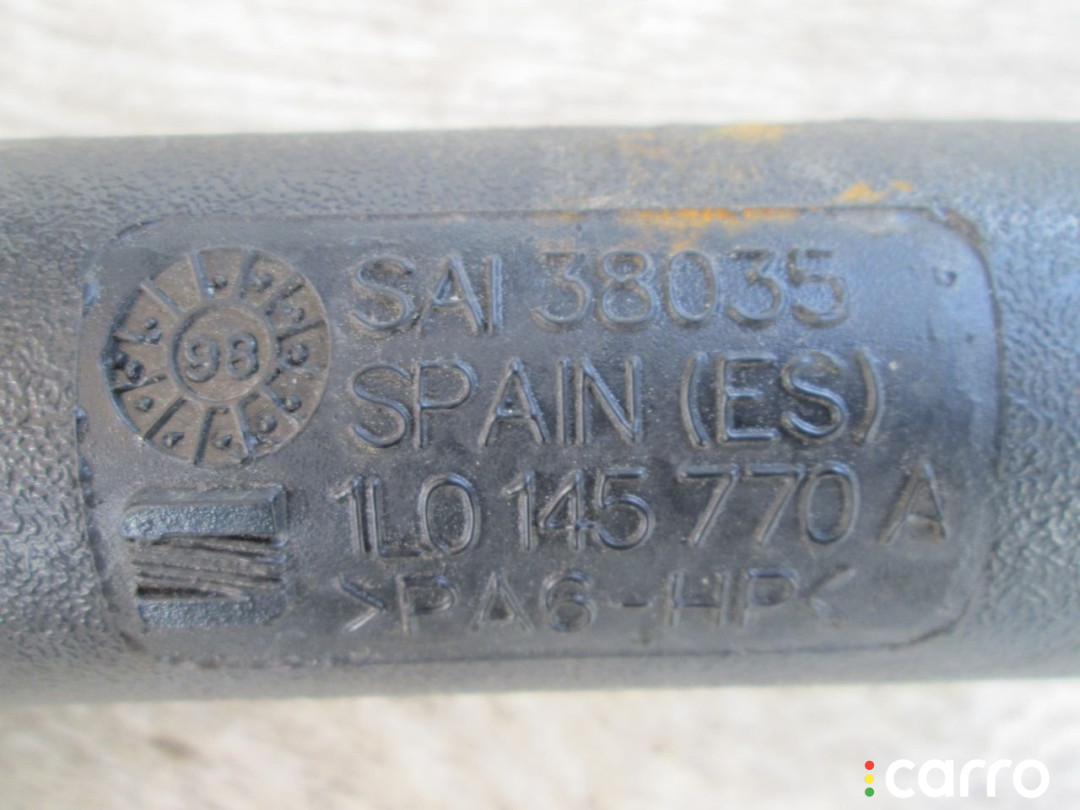 SAI 38035
98
SPAIN (ES)
1L0 145 770 A
>PA6-HP<
carro